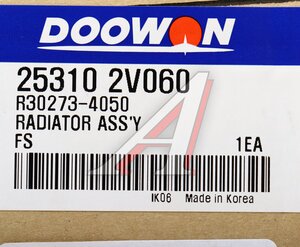 DOOWON
25310 2V060
R30273-4050
RADIATOR ASS'Y
FS 1EA
IK06 Made in Korea